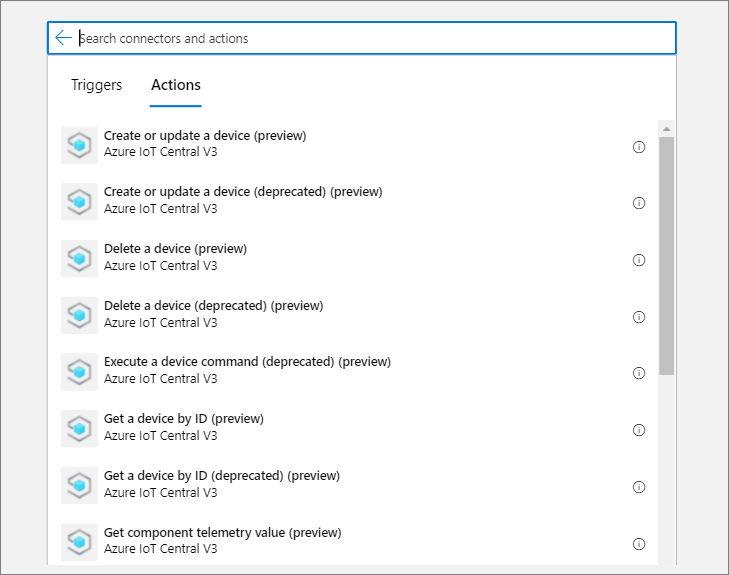 Search connectors and actions
Triggers
Actions
Create or update a device (preview)
Azure IoT Central V3
Create or update a device (deprecated) (preview)
Azure IoT Central V3
Delete a device (preview)
Azure IoT Central V3
Delete a device (deprecated) (preview)
Azure IoT Central V3
Execute a device command (deprecated) (preview)
Azure IoT Central V3
Get a device by ID (preview)
Azure IoT Central V3
Get a device by ID (deprecated) (preview)
Azure IoT Central V3
Get component telemetry value (preview)
Azure IoT Central V3